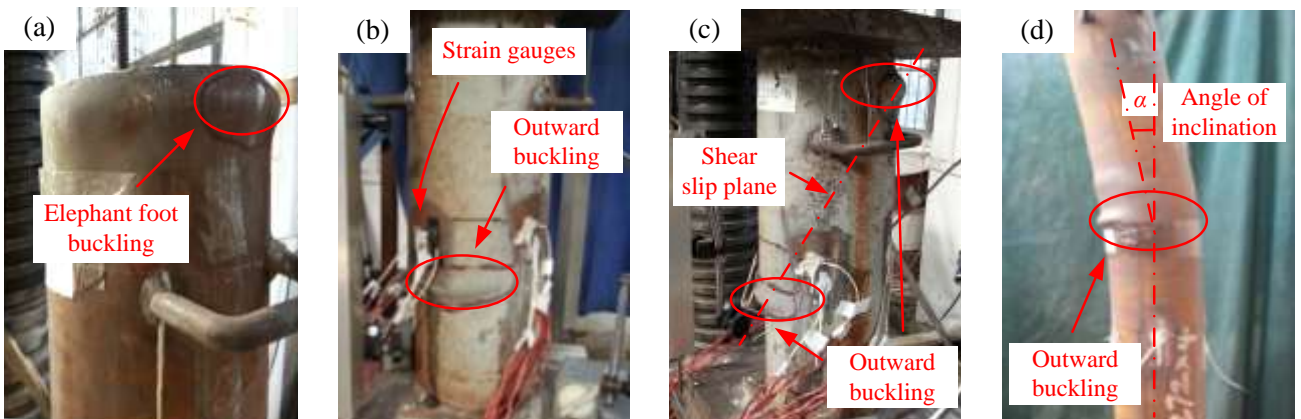 (a)
Elephant foot
buckling
(b)
Strain gauges
Outward
buckling
(c)
Shear
slip plane
Outward
buckling
(d)
α
Angle of
inclination
Outward
buckling